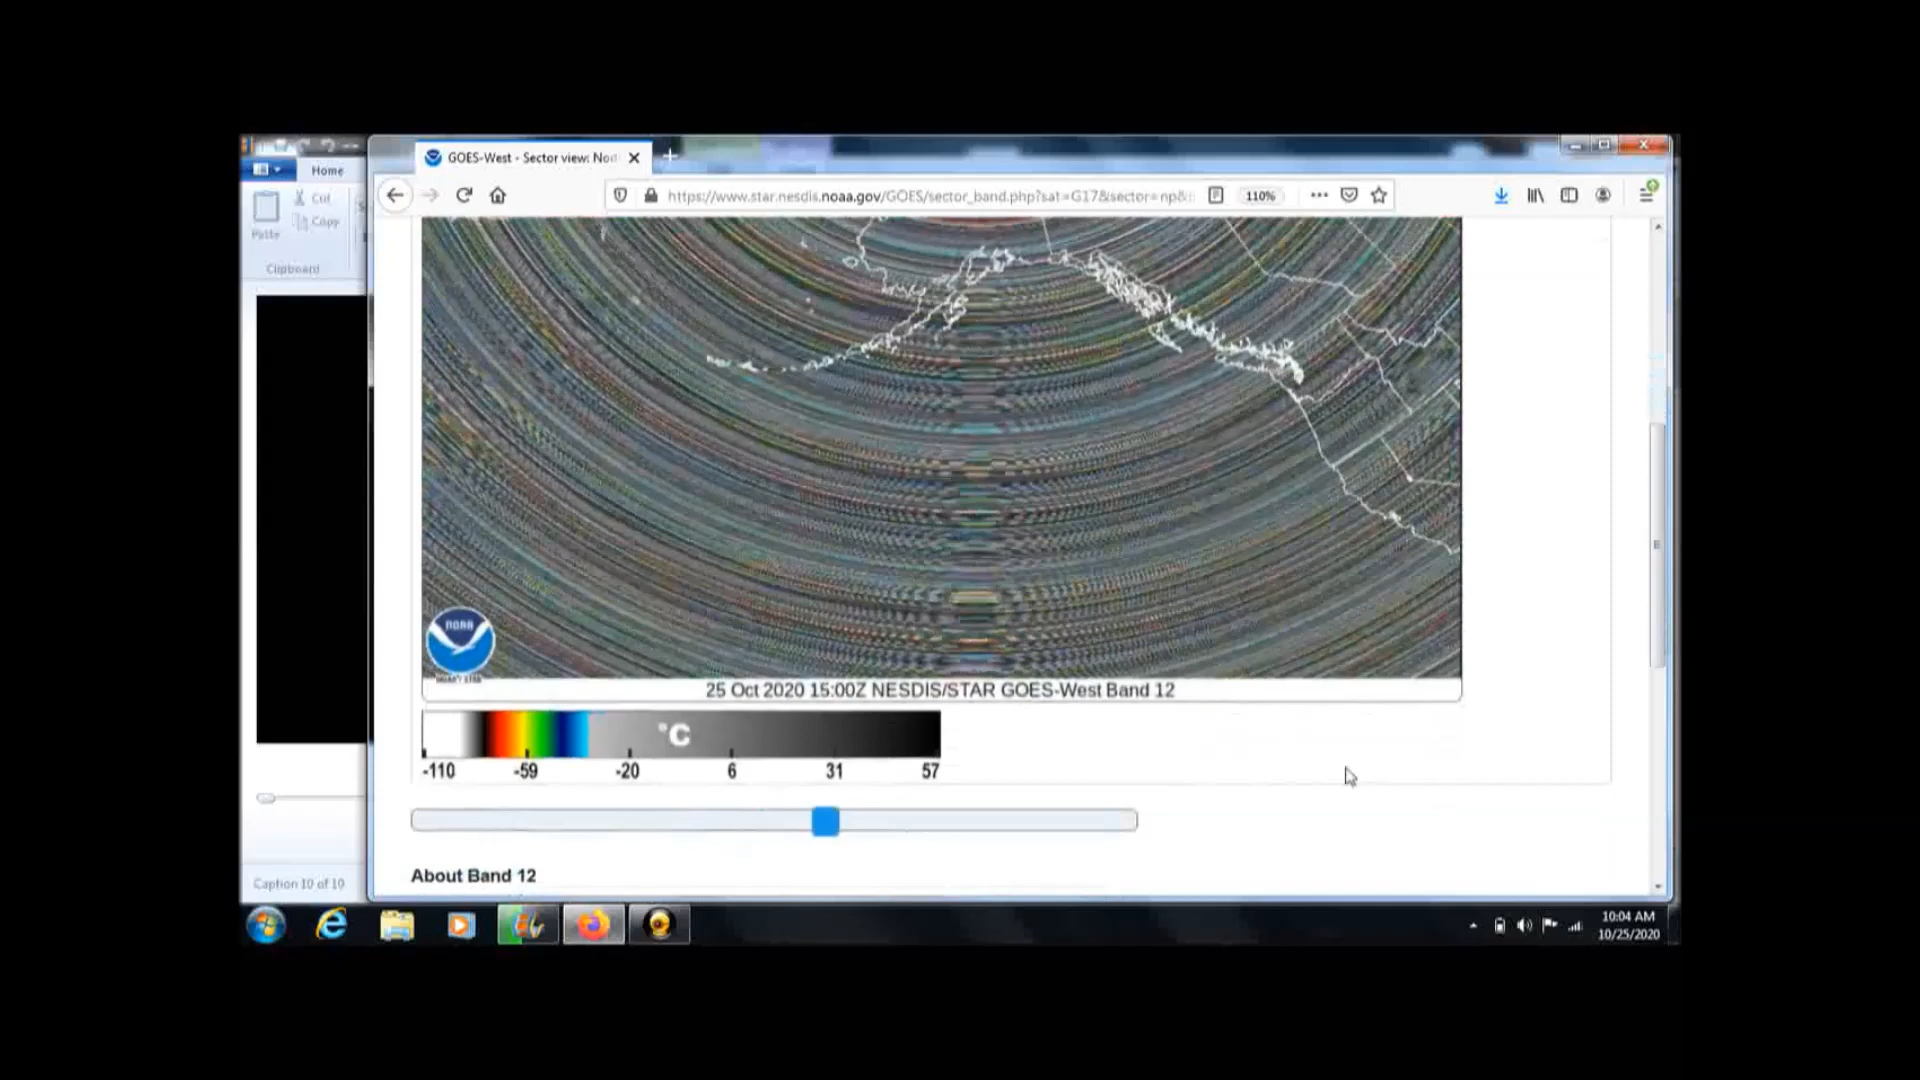 Home
GOES-West - Sector view: Nort
Cut
Copy
Paste
Clipboard
https://www.star.nesdis.noaa.gov/GOES/sector_band.php?sat=G17&sector=np&
110%
NOAA
25 Oct 2020 15:00Z NESDIS/STAR GOES-West Band 12
°C
-110 -59 -20 6 31 57
About Band 12
Caption 10 of 10
10:04 AM
10/25/2020